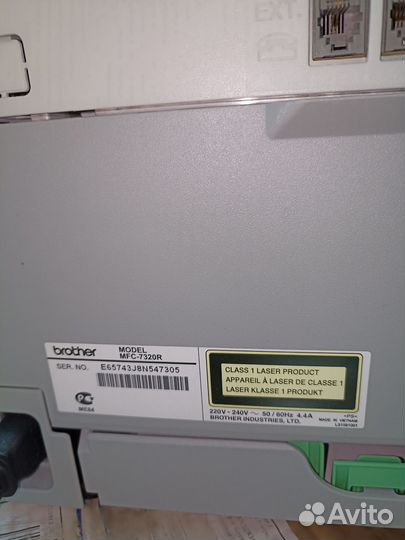 EXT.
brother
MODEL
MFC-7320R
SER. NO. E65743J8N547305
ME64
CLASS 1 LASER PRODUCT
APPAREIL À LASER DE CLASSE 1
LASER KLASSE 1 PRODUKT
220V - 240V ~ 50 / 60Hz 4.4A
BROTHER INDUSTRIES, LTD.
MADE IN VIETNAM
Avito